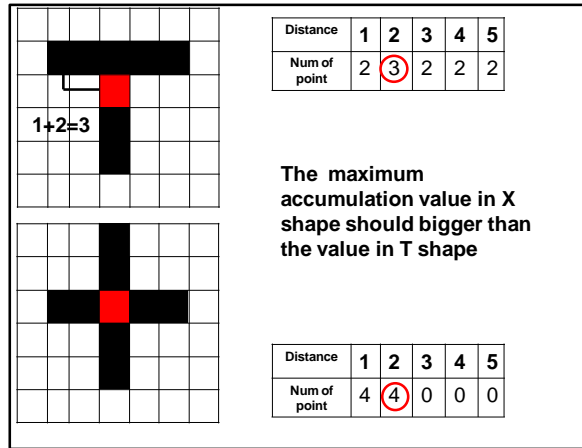 Distance 1 2 3 4 5
Num of point 2 3 2 2 2
1+2=3
The maximum
accumulation value in X
shape should bigger than
the value in T shape
Distance 1 2 3 4 5
Num of point 4 4 0 0 0